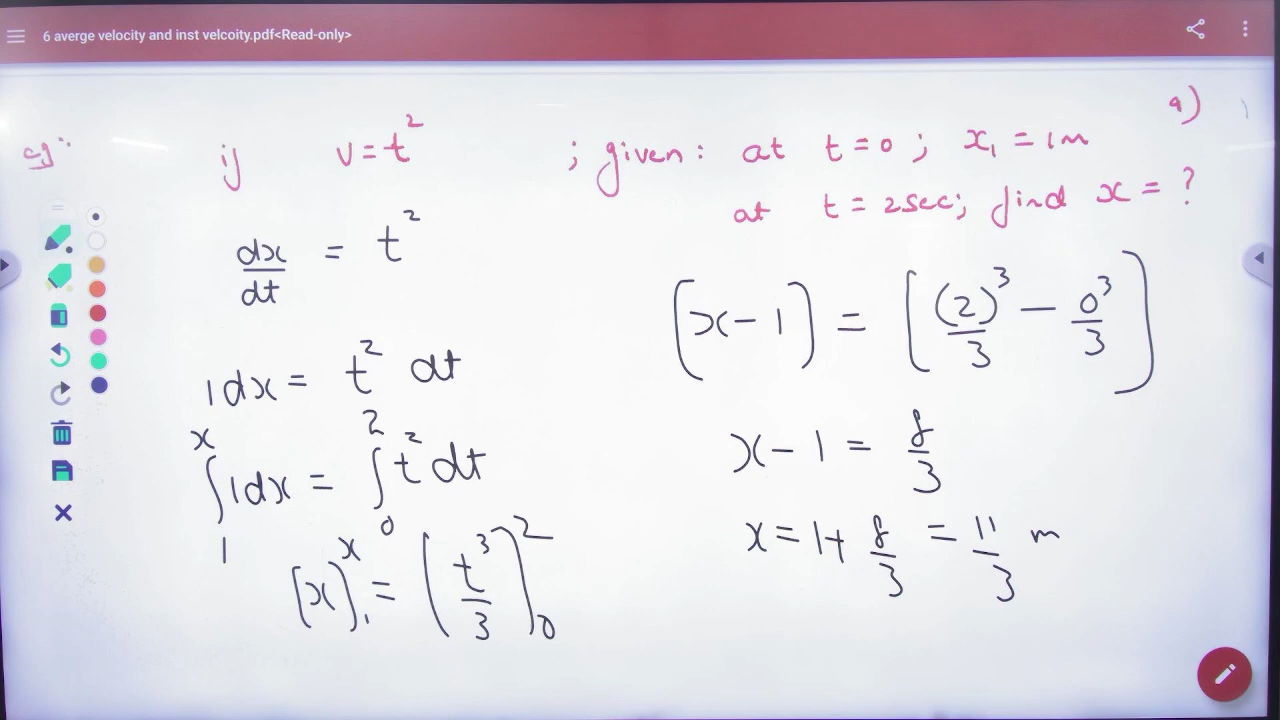 6 averge velocity and inst velcoity.pdf<Read-only>
9)
eg:
if v = t² ; given: at t = 0 ; x₁ = 1m
at t = 2sec; find x = ?
dx/dt = t²
1dx = t² dt
∫₁ˣ 1dx = ∫₀² t² dt
[x]₁ˣ = (t³/3)₀²
[x - 1] = [(2)³/3 - 0³/3]
x - 1 = 8/3
x = 1 + 8/3 = 11/3 m